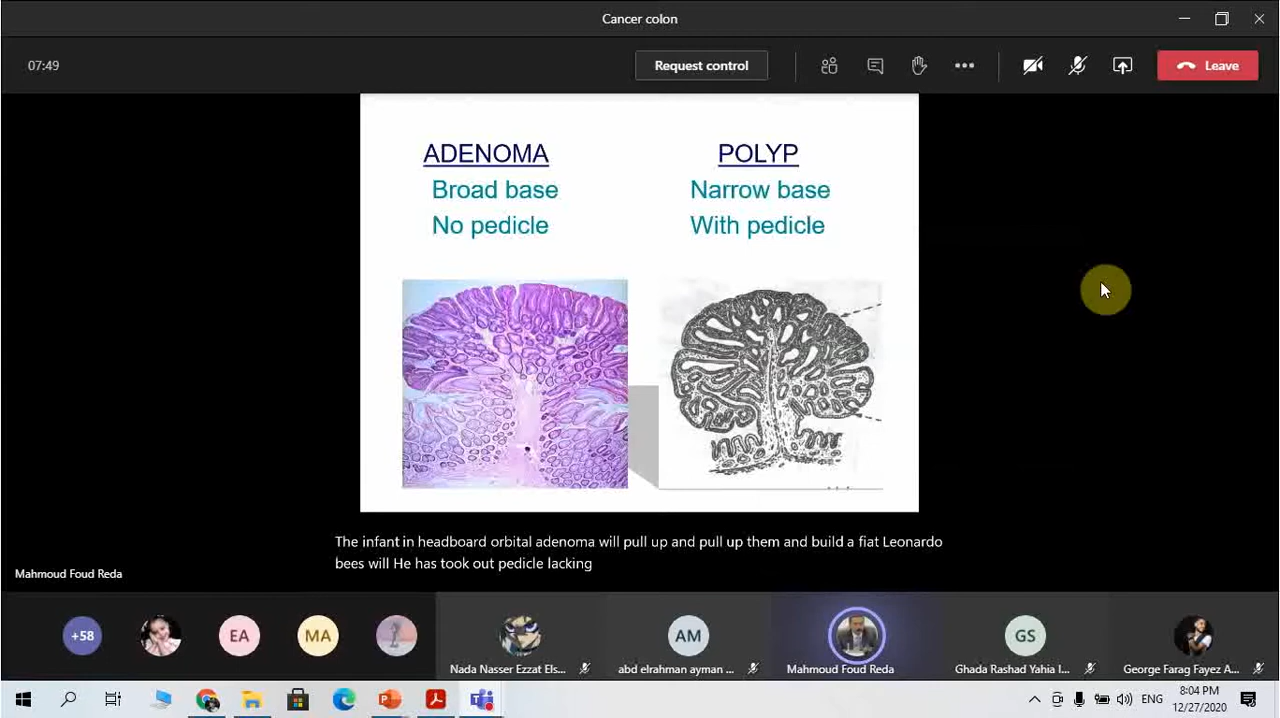 Cancer colon
07:49
Request control
Leave
ADENOMA
Broad base
No pedicle
POLYP
Narrow base
With pedicle
The infant in headboard orbital adenoma will pull up and pull up them and build a fiat Leonardo
bees will He has took out pedicle lacking
Mahmoud Foud Reda
+58
EA
MA
Nada Nasser Ezzat Els...
AM
abd elrahman ayman ...
Mahmoud Foud Reda
GS
Ghada Rashad Yahia I...
George Farag Fayez A...
ENG
8:04 PM
12/27/2020